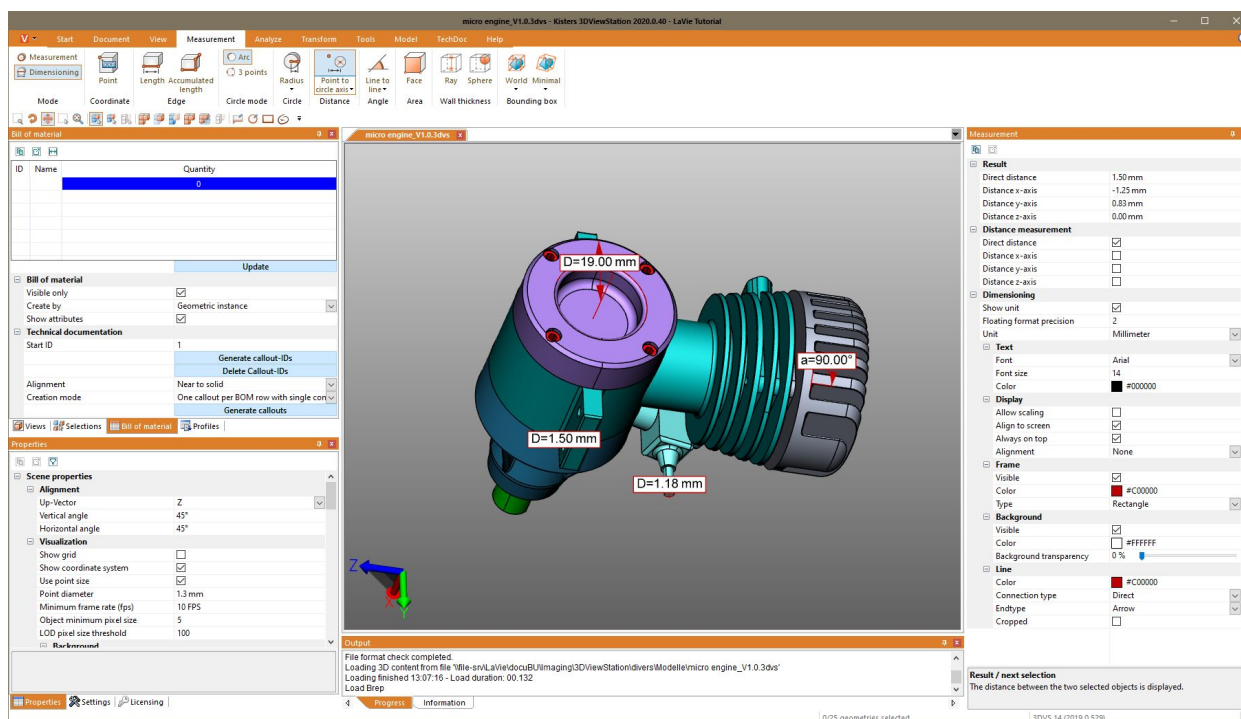 micro engine_V1.0.3dvs - Kisters 3DViewStation 2020.0.40 - LaVie Tutorial
V Start Document View Measurement Analyze Transform Tools Model TechDoc Help
Measurement
Dimensioning
Mode
Point
Coordinate
Length
Accumulated length
Edge
Arc
3 points
Circle mode
Radius
Circle
Point to circle axis
Distance
Line to line
Angle
Face
Area
Ray
Sphere
Wall thickness
World
Minimal
Bounding box
Bill of material
ID Name Quantity
0
Update
Bill of material
Visible only
Create by Geometric instance
Show attributes
Technical documentation
Start ID 1
Generate callout-IDs
Delete Callout-IDs
Alignment Near to solid
Creation mode One callout per BOM row with single con
Generate callouts
Views Selections Bill of material Profiles
Properties
Scene properties
Alignment
Up-Vector Z
Vertical angle 45°
Horizontal angle 45°
Visualization
Show grid
Show coordinate system
Use point size
Point diameter 1.3 mm
Minimum frame rate (fps) 10 FPS
Object minimum pixel size 5
LOD pixel size threshold 100
Background
Properties Settings Licensing
micro engine_V1.0.3dvs
D=19.00 mm
a=90.00°
D=1.50 mm
D=1.18 mm
Z
X
Y
Output
File format check completed.
Loading 3D content from file '\\file-srv\LaVie\docuBU\Imaging\3DViewStation\divers\Modelle\micro engine_V1.0.3dvs'
Loading finished 13:07:16 - Load duration: 00.132
Load Brep
Progress Information
Measurement
Result
Direct distance 1.50 mm
Distance x-axis -1.25 mm
Distance y-axis 0.83 mm
Distance z-axis 0.00 mm
Distance measurement
Direct distance
Distance x-axis
Distance y-axis
Distance z-axis
Dimensioning
Show unit
Floating format precision 2
Unit Millimeter
Text
Font Arial
Font size 14
Color #000000
Display
Allow scaling
Align to screen
Always on top
Alignment None
Frame
Visible
Color #C00000
Type Rectangle
Background
Visible
Color #FFFFFF
Background transparency 0 %
Line
Color #C00000
Connection type Direct
Endtype Arrow
Cropped
Result / next selection
The distance between the two selected objects is displayed.
0/25 geometries selected
3DVS 14 (2019.0.529)